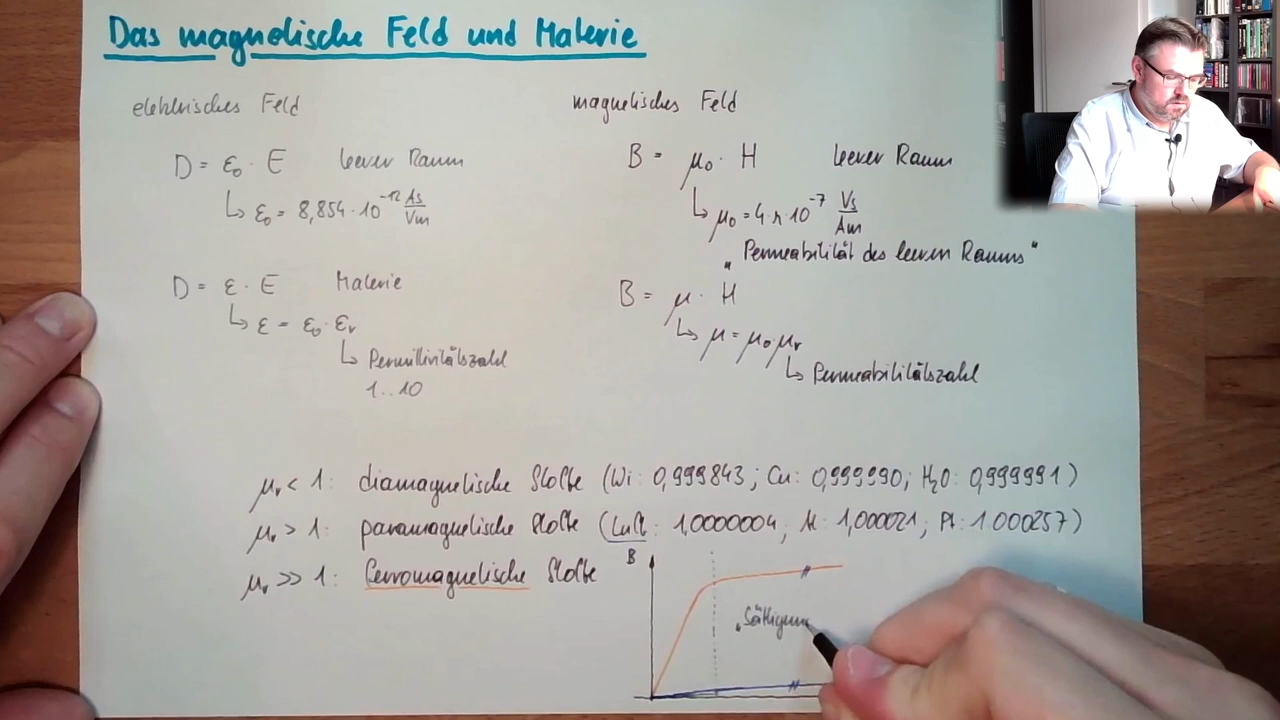 Das magnetische Feld und Materie
elektrisches Feld
magnetisches Feld
D = ε₀ · E leerer Raum
B = μ₀ · H leerer Raum
↳ ε₀ = 8,854 · 10⁻¹² As/Vm
↳ μ₀ = 4 · π · 10⁻⁷ Vs/Am
„Permeabilität des leeren Raums"
D = ε · E Materie
B = μ · H
↳ ε = ε₀ · εᵣ
↳ μ = μ₀ · μᵣ
↳ Permittivitätszahl
1..10
↳ Permeabilitätszahl
μᵣ < 1: diamagnetische Stoffe (Wi: 0,999843; Cu: 0,999990; H₂O: 0,999991)
μᵣ > 1: paramagnetische Stoffe (Luft: 1,0000004; Al: 1,000021; Pt: 1.000257)
μᵣ >> 1: ferromagnetische Stoffe
B
„Sättigung